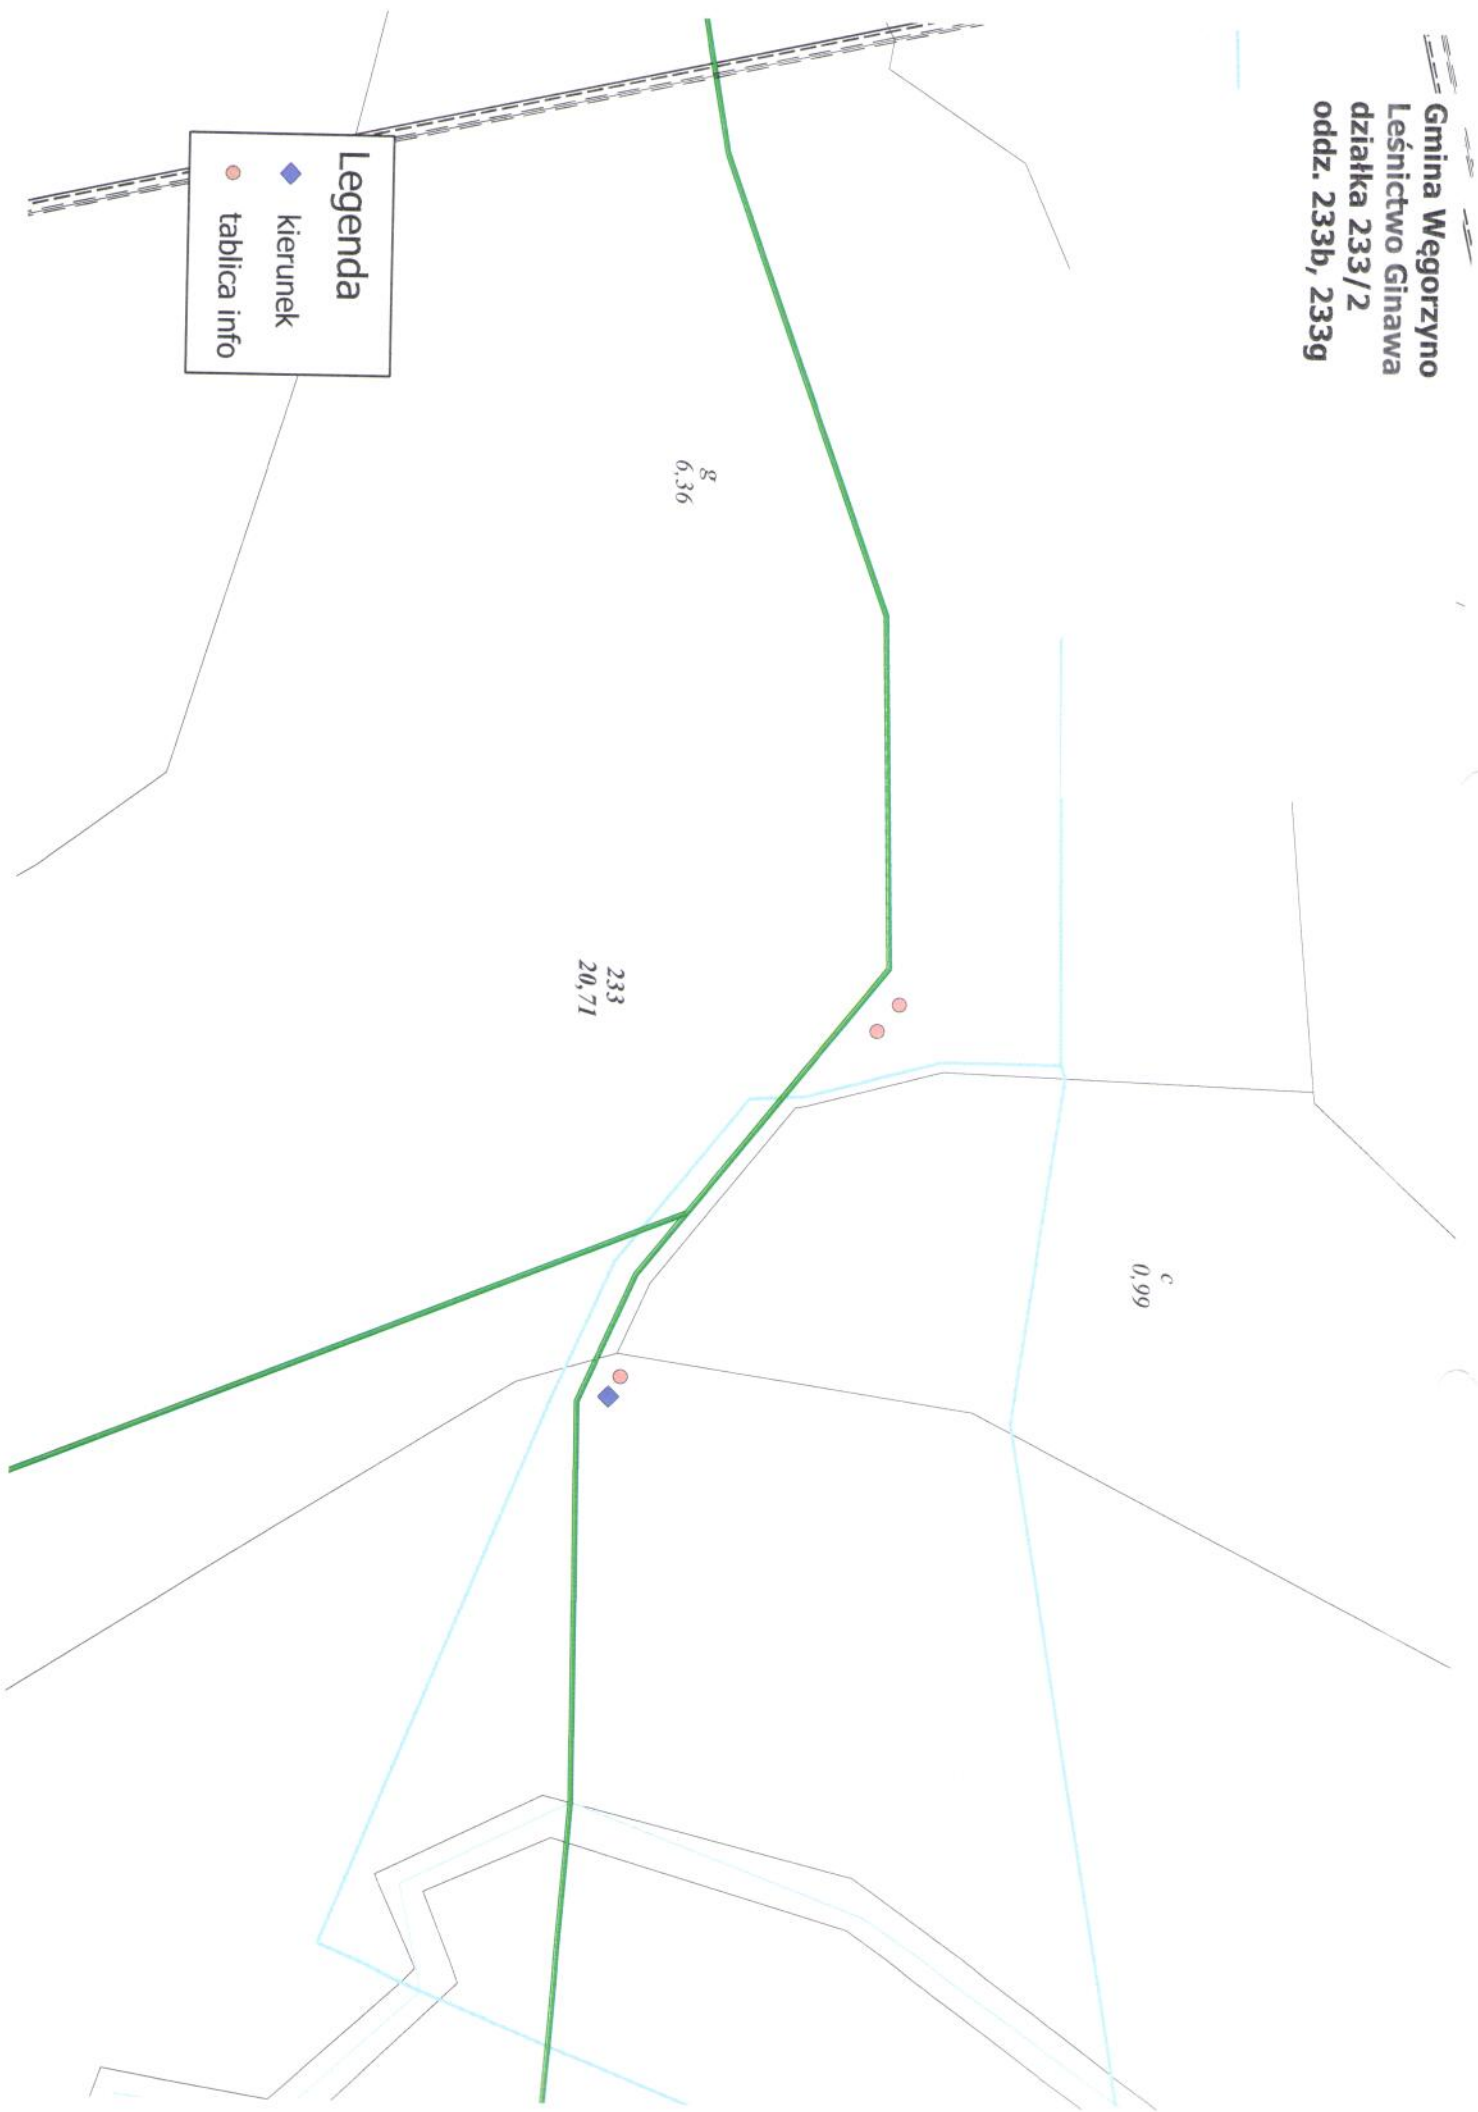 Gmina Węgorzyno
Leśnictwo Ginawa
działka 233/2
oddz. 233b, 233g
Legenda
kierunek
tablica info
g
6,36
233
20,71
c
0,99